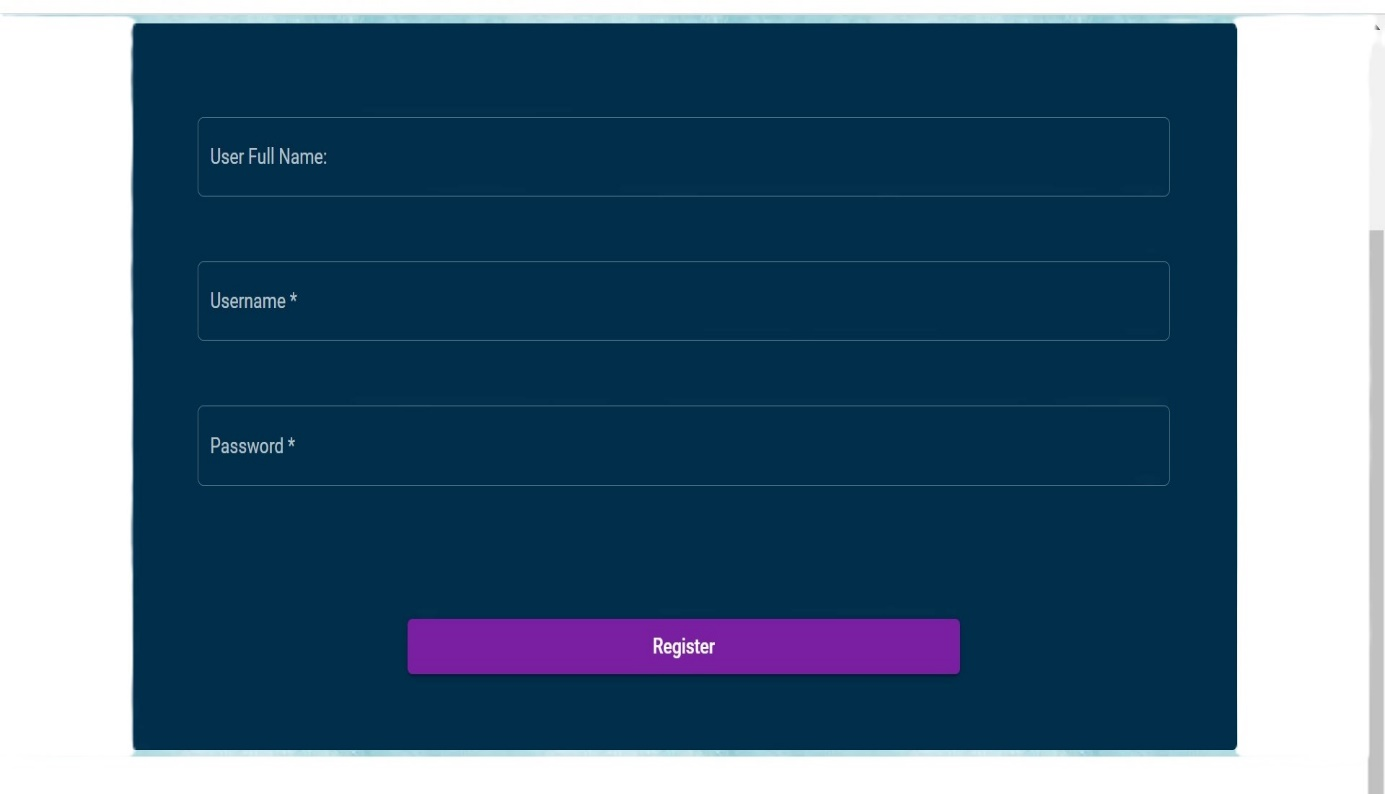 User Full Name:
Username *
Password *
Register